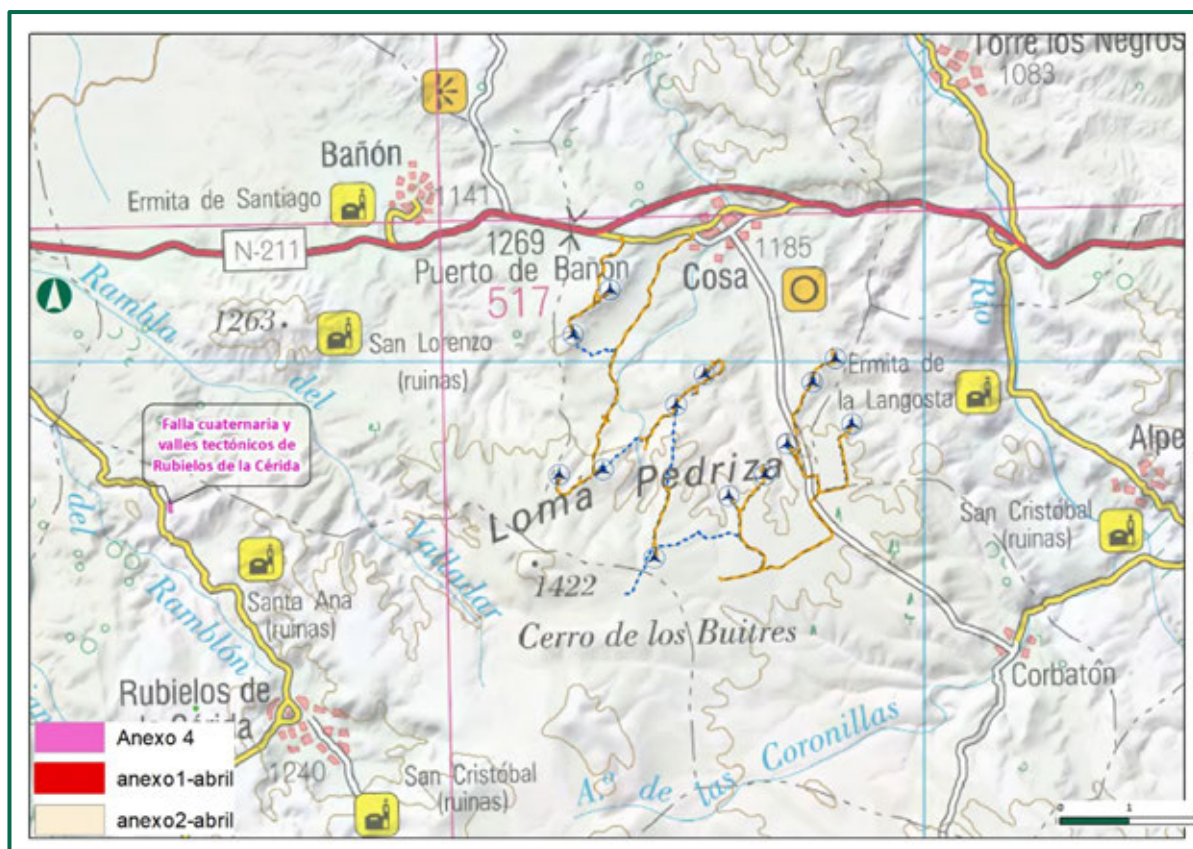 Torre los Negros
1083
Bañón
Ermita de Santiago
1141
N-211
1269
Puerto de Bañón
517
Cosa
1185
Rambla
del
Valladar
1263
San Lorenzo
(ruinas)
Río
Ermita de
la Langosta
Falla cuaternaria y
valles tectónicos de
Rubielos de la Cérida
Loma Pedriza
Alpe
San Cristóbal
(ruinas)
del
Ramblón
Santa Ana
(ruinas)
1422
Cerro de los Buitres
Corbatón
Rubielos de
la Cérida
1240
San Cristóbal
(ruinas)
A.ª de las Coronillas
Anexo 4
anexo1-abril
anexo2-abril
0 1